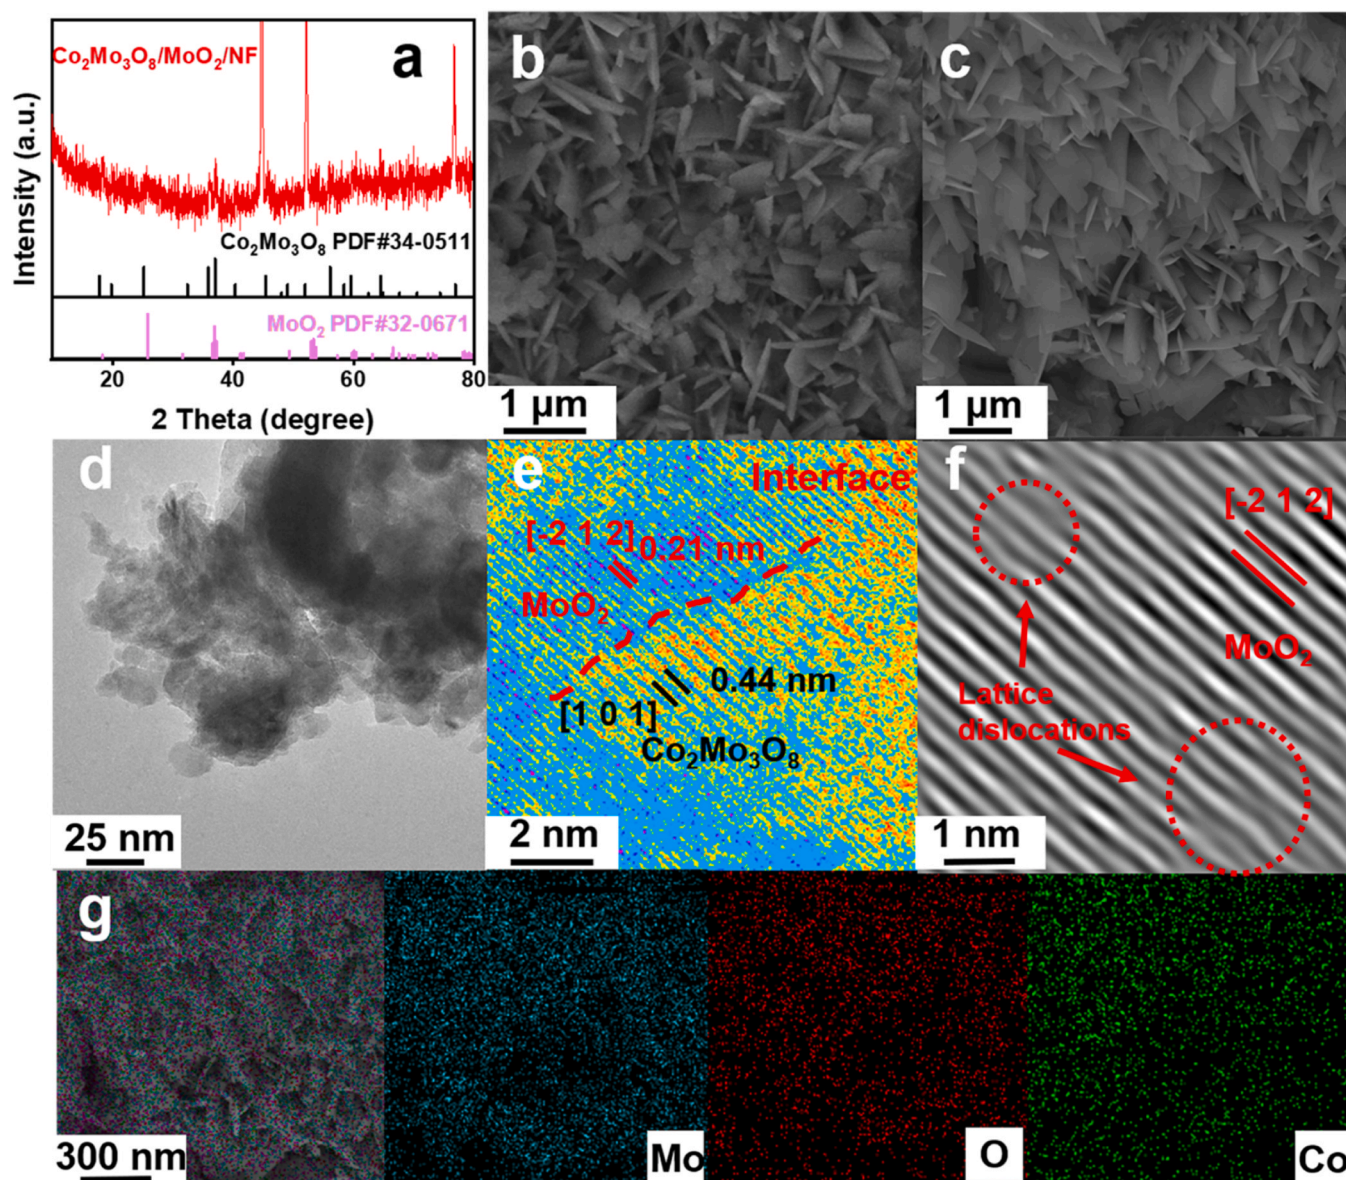 a
Co₂Mo₃O₈/MoO₂/NF
Intensity (a.u.)
Co₂Mo₃O₈ PDF#34-0511
MoO₂ PDF#32-0671
20 40 60 80
2 Theta (degree)
b
1 μm
c
1 μm
d
25 nm
e
Interface
[-2 1 2]
0.21 nm
MoO₂
0.44 nm
[1 0 1]
Co₂Mo₃O₈
2 nm
f
[-2 1 2]
MoO₂
Lattice
dislocations
1 nm
g
300 nm
Mo
O
Co